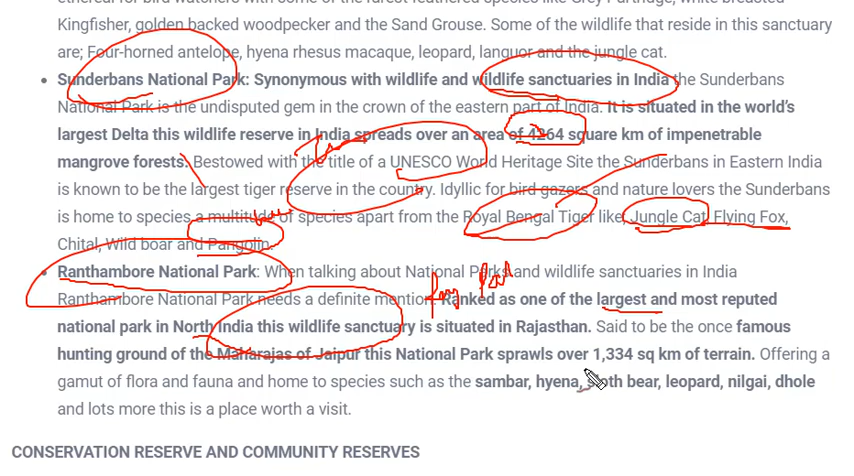 ethereal for bird watchers with some of the rarest feathered species like Grey Partridge, white breasted
Kingfisher, golden backed woodpecker and the Sand Grouse. Some of the wildlife that reside in this sanctuary
are; Four-horned antelope, hyena rhesus macaque, leopard, langur and the jungle cat.
• Sunderbans National Park: Synonymous with wildlife and wildlife sanctuaries in India the Sunderbans
National Park is the undisputed gem in the crown of the eastern part of India. It is situated in the world's
largest Delta this wildlife reserve in India spreads over an area of 4264 square km of impenetrable
mangrove forests. Bestowed with the title of a UNESCO World Heritage Site the Sunderbans in Eastern India
is known to be the largest tiger reserve in the country. Idyllic for bird gazers and nature lovers the Sunderbans
is home to species a multitude of species apart from the Royal Bengal Tiger like, Jungle Cat, Flying Fox,
Chital, Wild boar and Pangolin.
• Ranthambore National Park: When talking about National Parks and wildlife sanctuaries in India
Ranthambore National Park needs a definite mention. Ranked as one of the largest and most reputed
national park in North India this wildlife sanctuary is situated in Rajasthan. Said to be the once famous
hunting ground of the Maharajas of Jaipur this National Park sprawls over 1,334 sq km of terrain. Offering a
gamut of flora and fauna and home to species such as the sambar, hyena, sloth bear, leopard, nilgai, dhole
and lots more this is a place worth a visit.
CONSERVATION RESERVE AND COMMUNITY RESERVES